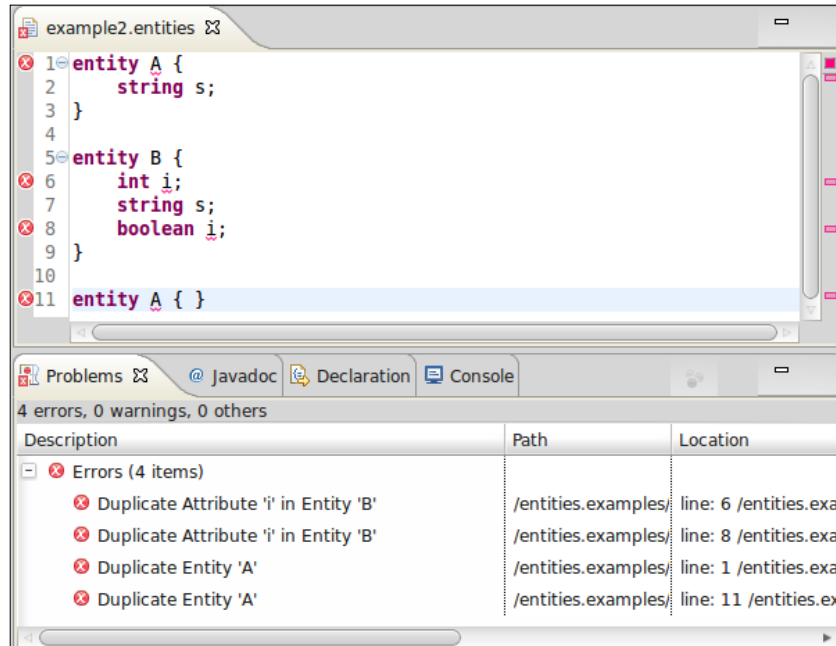 example2.entities
1 entity A {
2     string s;
3 }
4
5 entity B {
6     int i;
7     string s;
8     boolean i;
9 }
10
11 entity A { }
Problems @ Javadoc Declaration Console
4 errors, 0 warnings, 0 others
Description Path Location
Errors (4 items)
Duplicate Attribute 'i' in Entity 'B' /entities.examples/ line: 6 /entities.exa
Duplicate Attribute 'i' in Entity 'B' /entities.examples/ line: 8 /entities.exa
Duplicate Entity 'A' /entities.examples/ line: 1 /entities.exa
Duplicate Entity 'A' /entities.examples/ line: 11 /entities.ex